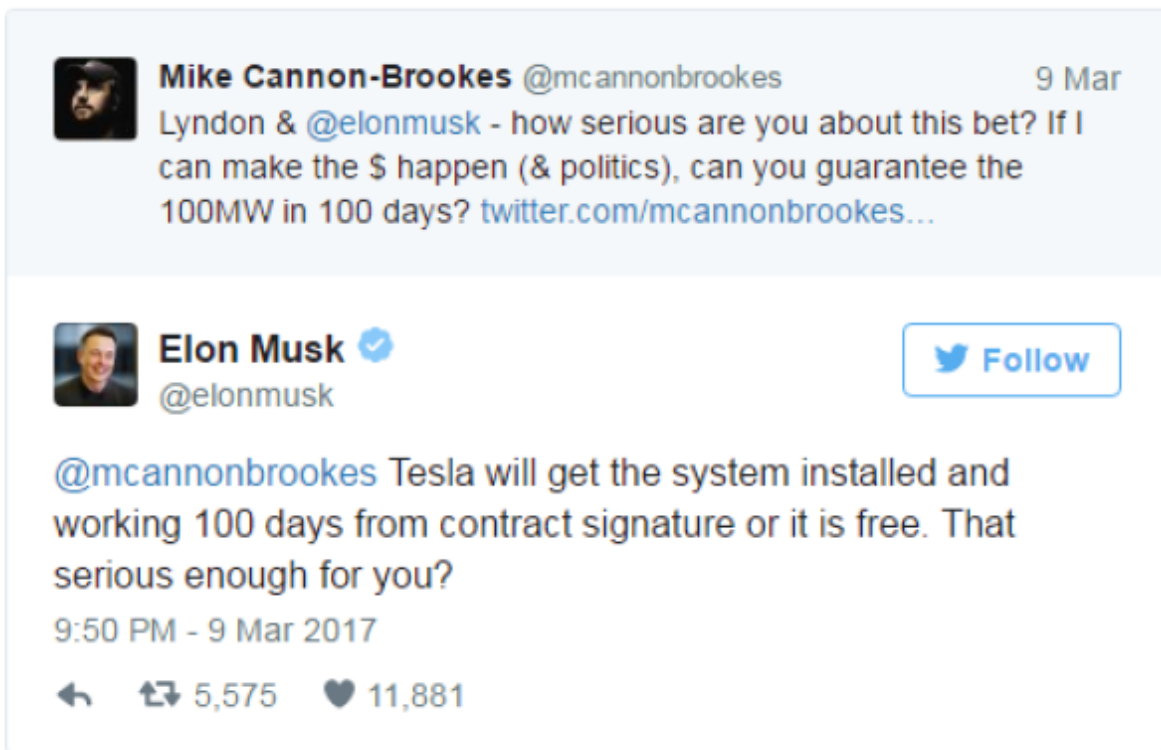 Mike Cannon-Brookes @mcannonbrookes 9 Mar
Lyndon & @elonmusk - how serious are you about this bet? If I
can make the $ happen (& politics), can you guarantee the
100MW in 100 days? twitter.com/mcannonbrookes...
Elon Musk
Follow
@elonmusk
@mcannonbrookes Tesla will get the system installed and
working 100 days from contract signature or it is free. That
serious enough for you?
9:50 PM - 9 Mar 2017
5,575 11,881